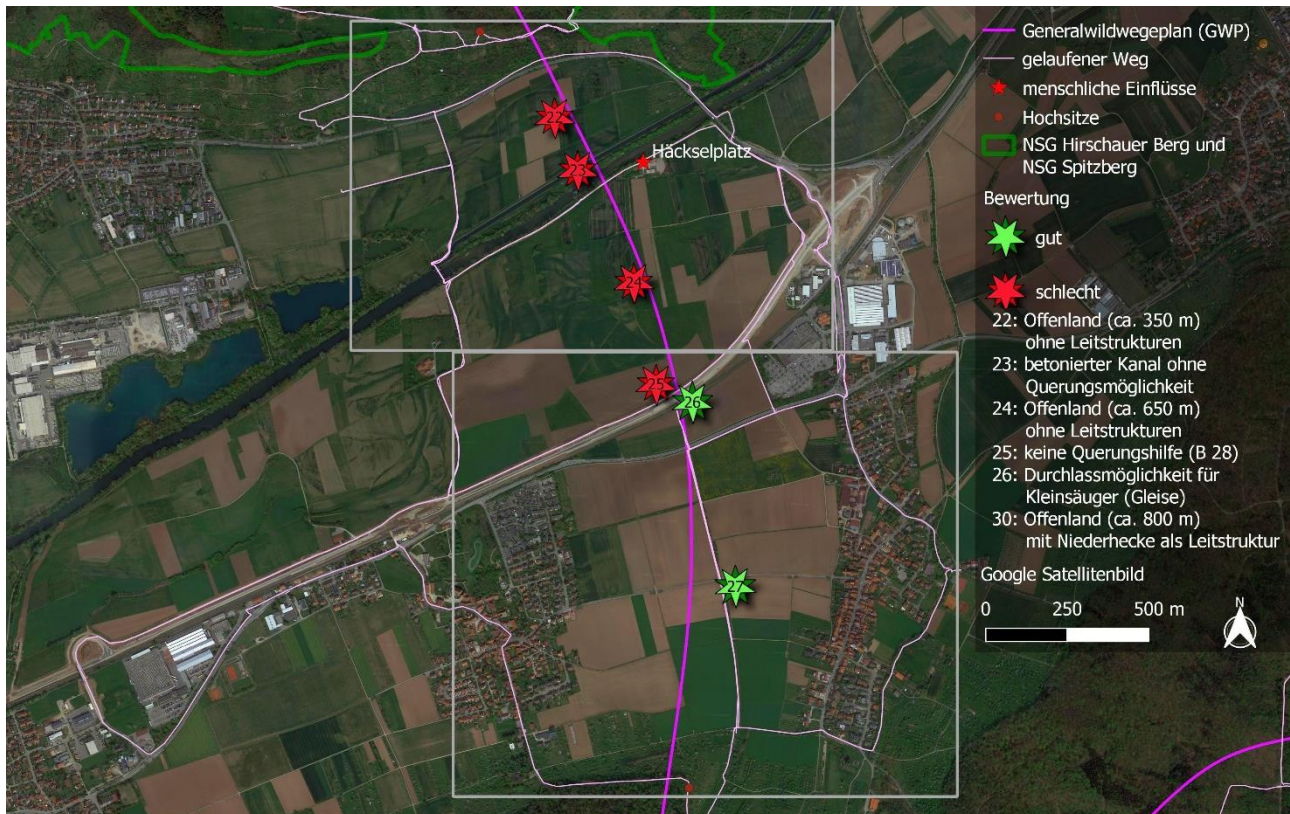 Generalwildwegeplan (GWP)
gelaufener Weg
menschliche Einflüsse
Hochsitze
NSG Hirschauer Berg und
NSG Spitzberg
Bewertung
gut
schlecht
22: Offenland (ca. 350 m)
ohne Leitstrukturen
23: betonierter Kanal ohne
Querungsmöglichkeit
24: Offenland (ca. 650 m)
ohne Leitstrukturen
25: keine Querungshilfe (B 28)
26: Durchlassmöglichkeit für
Kleinsäuger (Gleise)
30: Offenland (ca. 800 m)
mit Niederhecke als Leitstruktur
Google Satellitenbild
0 250 500 m
N
22
23
Häckselplatz
24
25
26
27